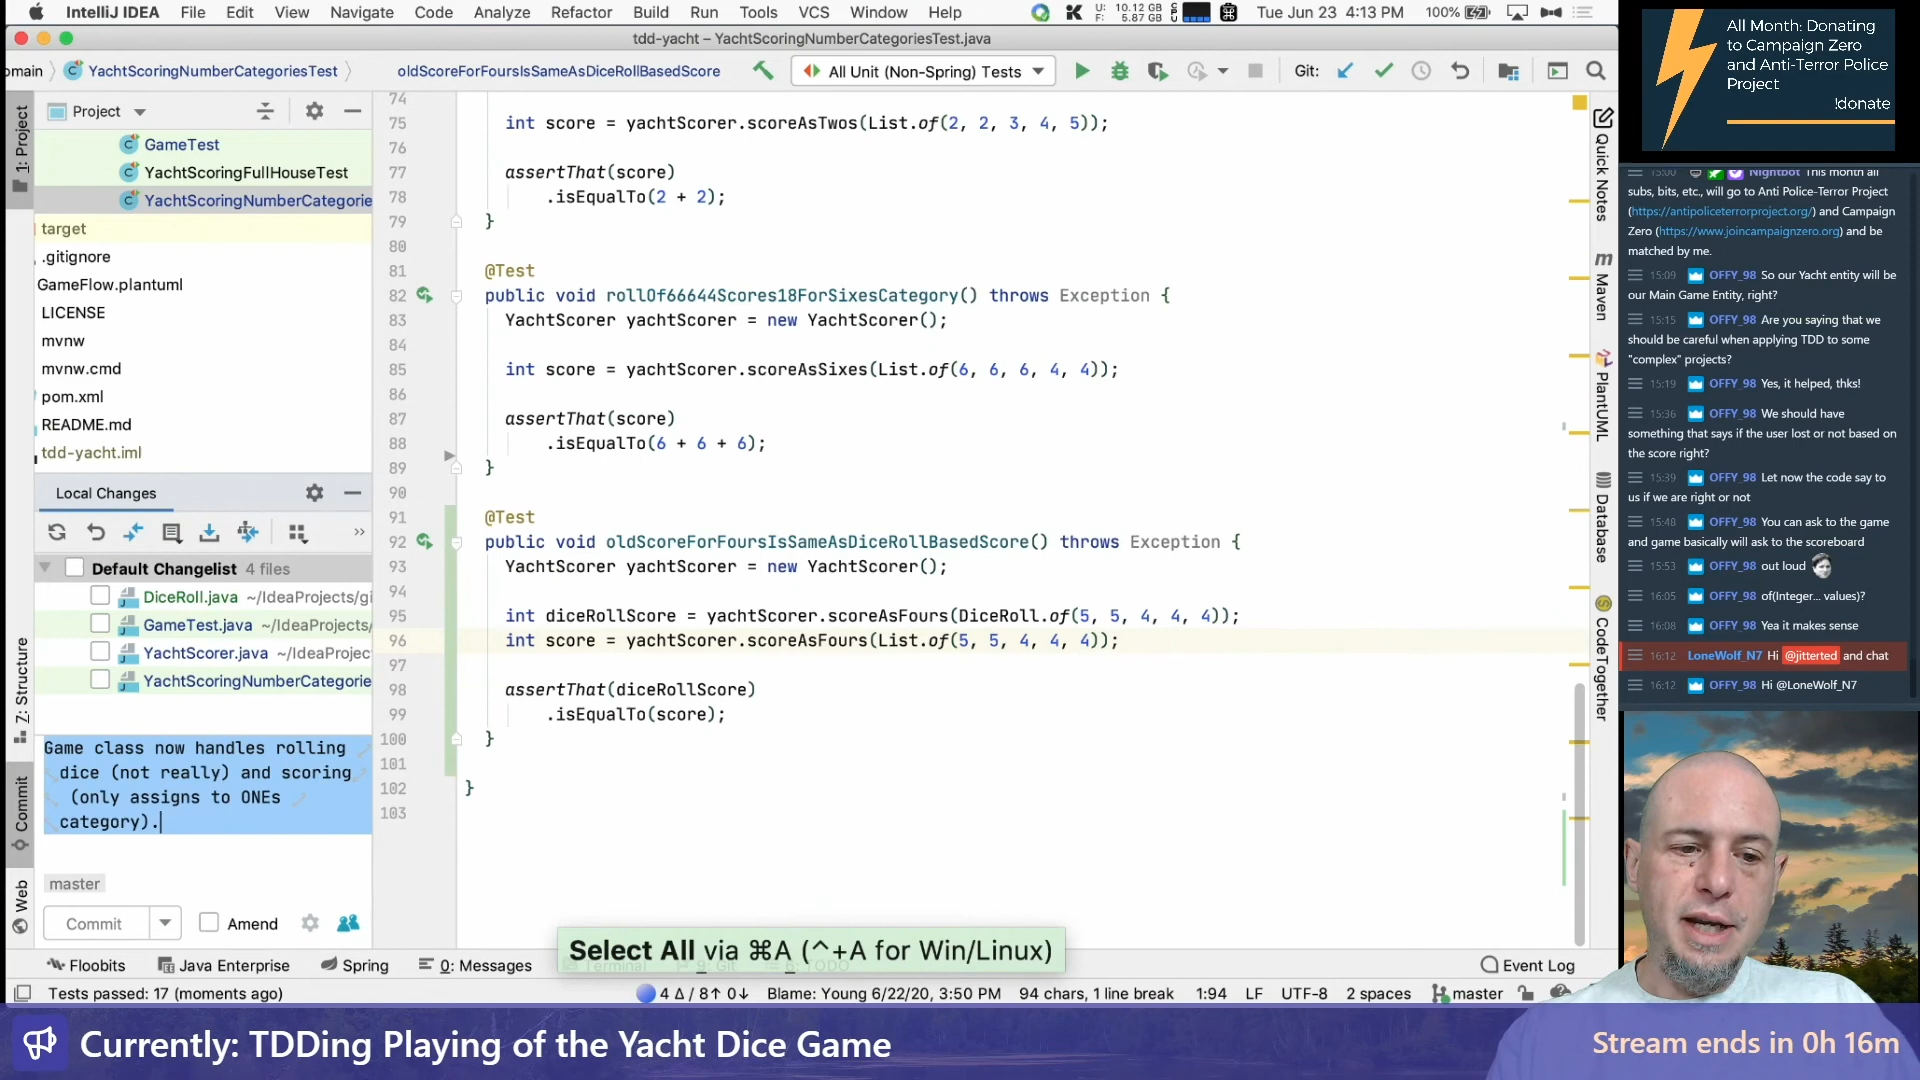 IntelliJ IDEA File Edit View Navigate Code Analyze Refactor Build Run Tools VCS Window Help
U: 10.12 GB
F: 5.87 GB
Tue Jun 23 4:13 PM 100%
tdd-yacht – YachtScoringNumberCategoriesTest.java
omain YachtScoringNumberCategoriesTest oldScoreForFoursIsSameAsDiceRollBasedScore All Unit (Non-Spring) Tests Git:
1: Project
Project
GameTest
YachtScoringFullHouseTest
YachtScoringNumberCategorie
target
.gitignore
GameFlow.plantuml
LICENSE
mvnw
mvnw.cmd
pom.xml
README.md
tdd-yacht.iml
Local Changes
Default Changelist 4 files
DiceRoll.java ~/IdeaProjects/gi
GameTest.java ~/IdeaProjects/
YachtScorer.java ~/IdeaProjec
YachtScoringNumberCategorie
Z: Structure
Commit
Web
Game class now handles rolling
dice (not really) and scoring
(only assigns to ONEs
category).
master
Commit Amend
74
75 int score = yachtScorer.scoreAsTwos(List.of(2, 2, 3, 4, 5));
76
77 assertThat(score)
78 .isEqualTo(2 + 2);
79 }
80
81 @Test
82 public void rollOf66644Scores18ForSixesCategory() throws Exception {
83 YachtScorer yachtScorer = new YachtScorer();
84
85 int score = yachtScorer.scoreAsSixes(List.of(6, 6, 6, 4, 4));
86
87 assertThat(score)
88 .isEqualTo(6 + 6 + 6);
89 }
90
91 @Test
92 public void oldScoreForFoursIsSameAsDiceRollBasedScore() throws Exception {
93 YachtScorer yachtScorer = new YachtScorer();
94
95 int diceRollScore = yachtScorer.scoreAsFours(DiceRoll.of(5, 5, 4, 4, 4));
96 int score = yachtScorer.scoreAsFours(List.of(5, 5, 4, 4, 4));
97
98 assertThat(diceRollScore)
99 .isEqualTo(score);
100 }
101
102 }
103
Quick Notes
Maven
PlantUML
Database
CodeTogether
Select All via ⌘A (^+A for Win/Linux)
Floobits Java Enterprise Spring 0: Messages Event Log
Tests passed: 17 (moments ago) 4 Δ / 8↑ 0↓ Blame: Young 6/22/20, 3:50 PM 94 chars, 1 line break 1:94 LF UTF-8 2 spaces master
All Month: Donating
to Campaign Zero
and Anti-Terror Police
Project
!donate
15:00 Nightbot This month all
subs, bits, etc., will go to Anti Police-Terror Project
(https://antipoliceterrorproject.org/) and Campaign
Zero (https://www.joincampaignzero.org) and be
matched by me.
15:09 OFFY_98 So our Yacht entity will be
our Main Game Entity, right?
15:15 OFFY_98 Are you saying that we
should be careful when applying TDD to some
"complex" projects?
15:19 OFFY_98 Yes, it helped, thks!
15:36 OFFY_98 We should have
something that says if the user lost or not based on
the score right?
15:39 OFFY_98 Let now the code say to
us if we are right or not
15:48 OFFY_98 You can ask to the game
and game basically will ask to the scoreboard
15:53 OFFY_98 out loud
16:05 OFFY_98 of(Integer... values)?
16:08 OFFY_98 Yea it makes sense
16:12 LoneWolf_N7 Hi @jitterted and chat
16:12 OFFY_98 Hi @LoneWolf_N7
Currently: TDDing Playing of the Yacht Dice Game
Stream ends in 0h 16m